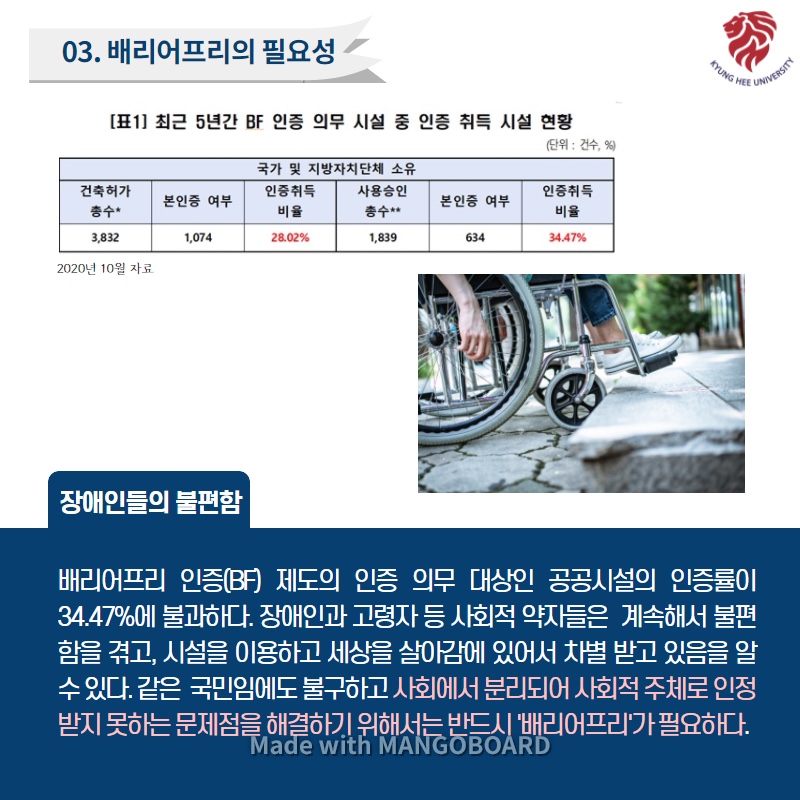 03. 배리어프리의 필요성
KYUNG HEE UNIVERSITY
[표1] 최근 5년간 BF 인증 의무 시설 중 인증 취득 시설 현황
(단위 : 건수, %)
국가 및 지방자치단체 소유
건축허가 총수* 본인증 여부 인증취득 비율 사용승인 총수** 본인증 여부 인증취득 비율
3,832 1,074 28.02% 1,839 634 34.47%
2020년 10월 자료
장애인들의 불편함
배리어프리 인증(BF) 제도의 인증 의무 대상인 공공시설의 인증률이
34.47%에 불과하다. 장애인과 고령자 등 사회적 약자들은 계속해서 불편
함을 겪고, 시설을 이용하고 세상을 살아감에 있어서 차별 받고 있음을 알
수 있다. 같은 국민임에도 불구하고 사회에서 분리되어 사회적 주체로 인정
받지 못하는 문제점을 해결하기 위해서는 반드시 '배리어프리'가 필요하다.
Made with MANGOBOARD